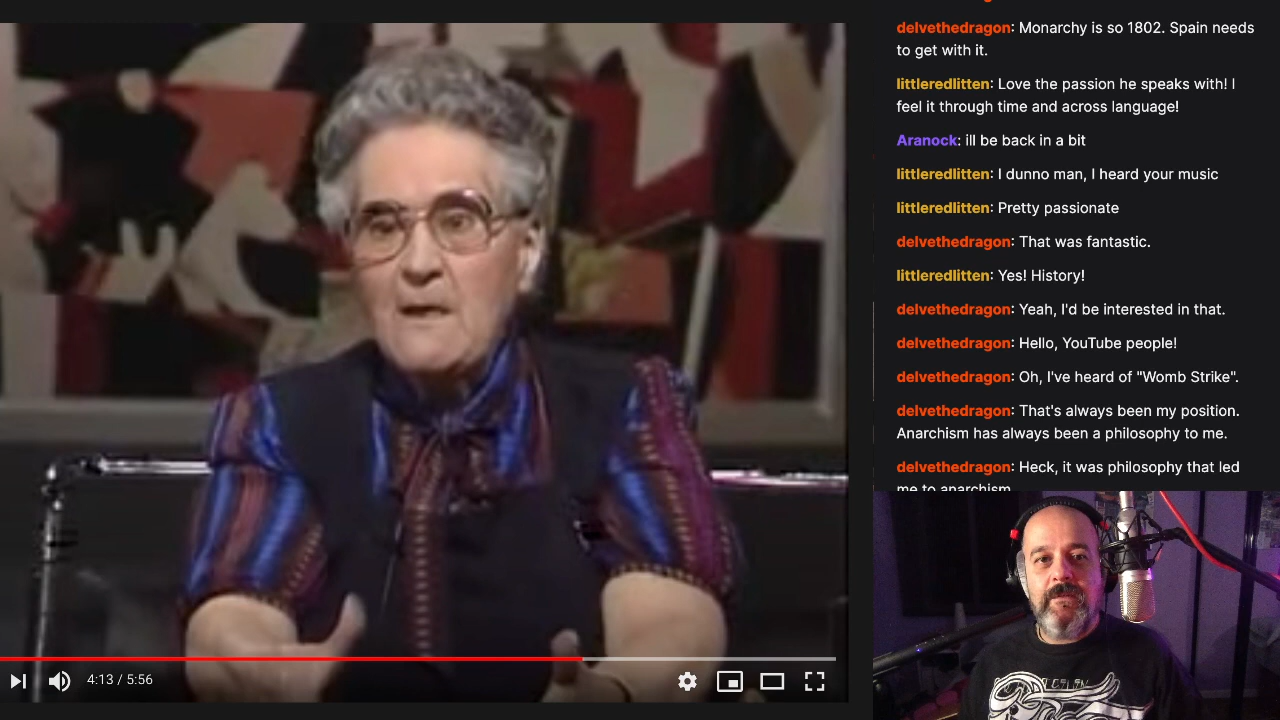 delvethedragon: Monarchy is so 1802. Spain needs
to get with it.
littleredlitten: Love the passion he speaks with! I
feel it through time and across language!
Aranock: ill be back in a bit
littleredlitten: I dunno man, I heard your music
littleredlitten: Pretty passionate
delvethedragon: That was fantastic.
littleredlitten: Yes! History!
delvethedragon: Yeah, I'd be interested in that.
delvethedragon: Hello, YouTube people!
delvethedragon: Oh, I've heard of "Womb Strike".
delvethedragon: That's always been my position.
Anarchism has always been a philosophy to me.
delvethedragon: Heck, it was philosophy that led
me to anarchism
4:13 / 5:56